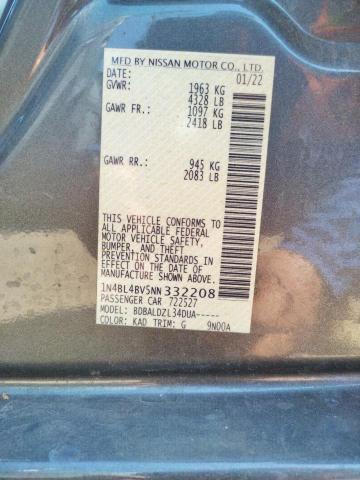 MFD BY NISSAN MOTOR CO., LTD.
01/22
GVWR: 1963 KG
4328 LB
GAWR FR.: 1097 KG
2418 LB
GAWR RR.: 945 KG
2083 LB
THIS VEHICLE CONFORMS TO
ALL APPLICABLE FEDERAL
MOTOR VEHICLE SAFETY,
BUMPER, AND THEFT
PREVENTION STANDARDS IN
EFFECT ON THE DATE OF
MANUFACTURE SHOWN ABOVE.
1N4BL4BV5NN332208
PASSENGER CAR 722527
MODEL: BDBALDZL34DUA-----
COLOR: KAD TRIM: G 9N00A